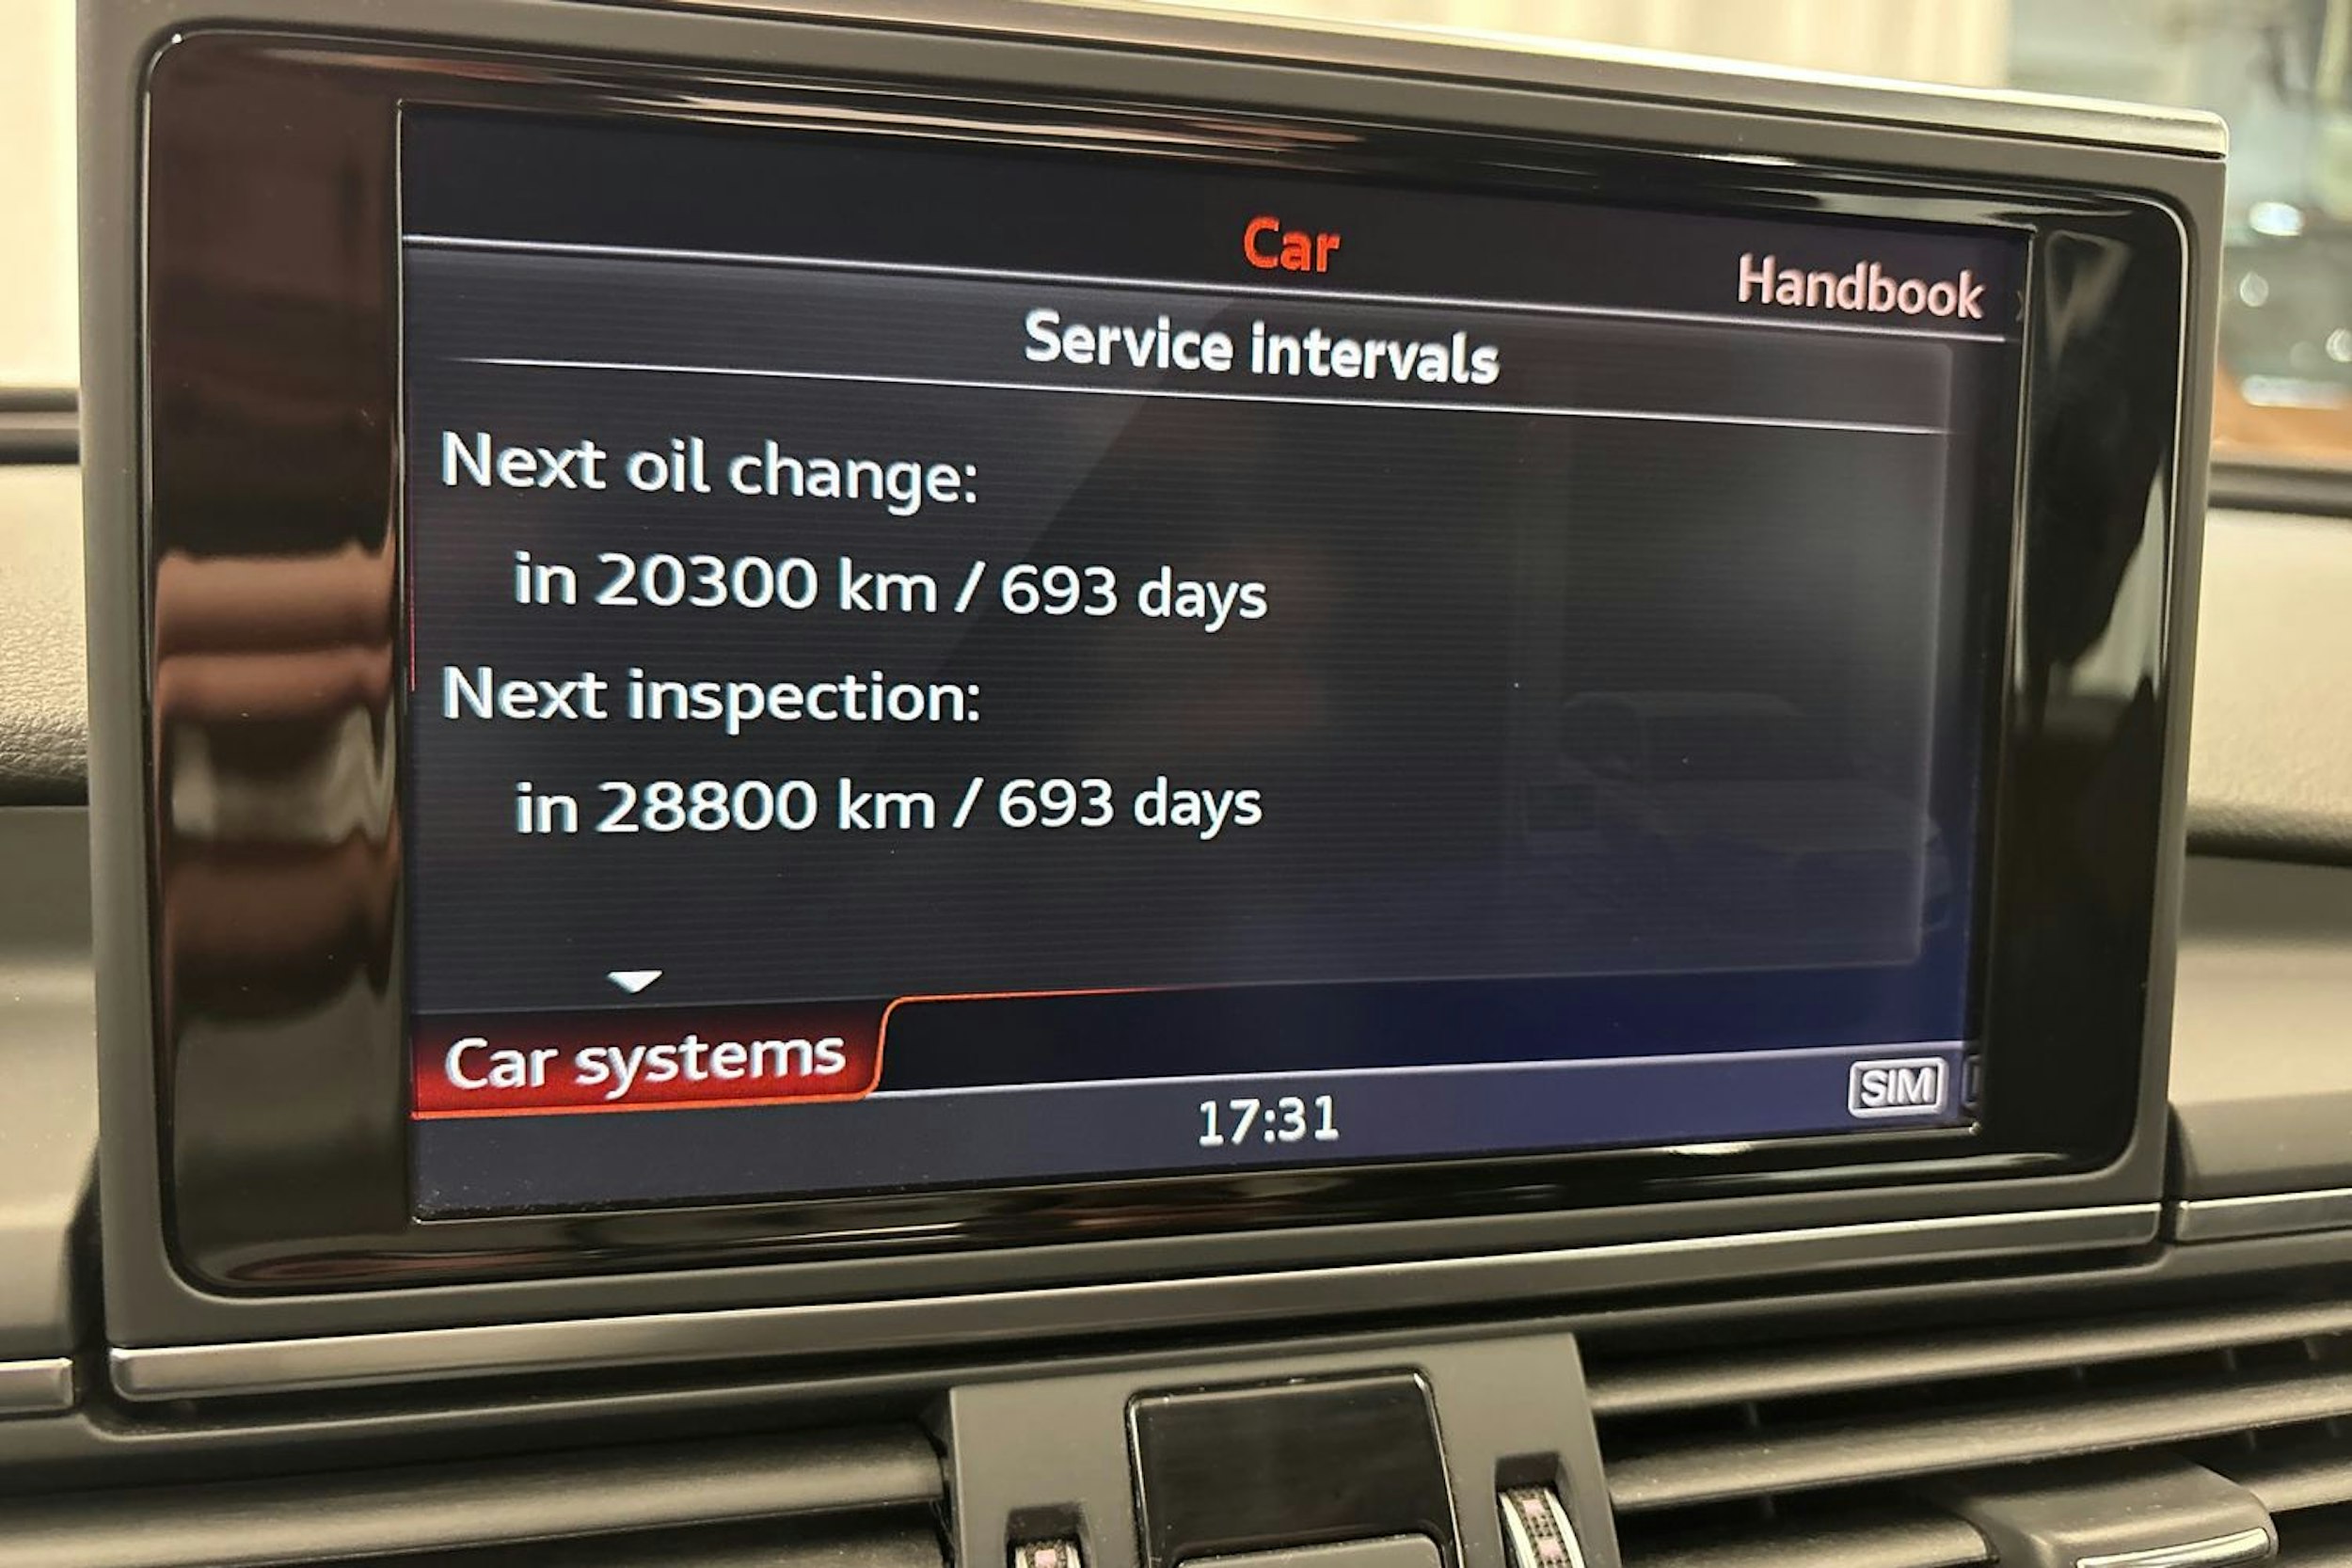 Car
Handbook
Service intervals
Next oil change:
in 20300 km / 693 days
Next inspection:
in 28800 km / 693 days
Car systems
17:31
SIM